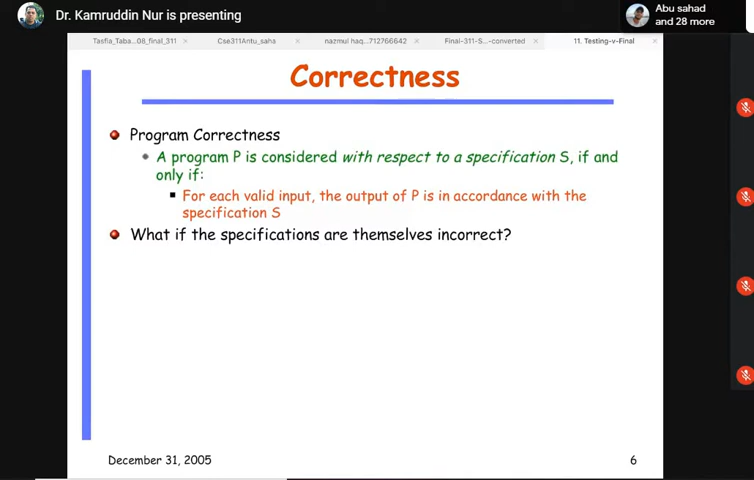 Dr. Kamruddin Nur is presenting
Abu sahad
and 28 more
Tasfia_Taba...08_final_311
Cse311Antu_saha
nazmul haq...712766642
Final-311-S...-converted
11. Testing-v-Final
Correctness
Program Correctness
A program P is considered with respect to a specification S, if and
only if:
For each valid input, the output of P is in accordance with the
specification S
What if the specifications are themselves incorrect?
December 31, 2005
6